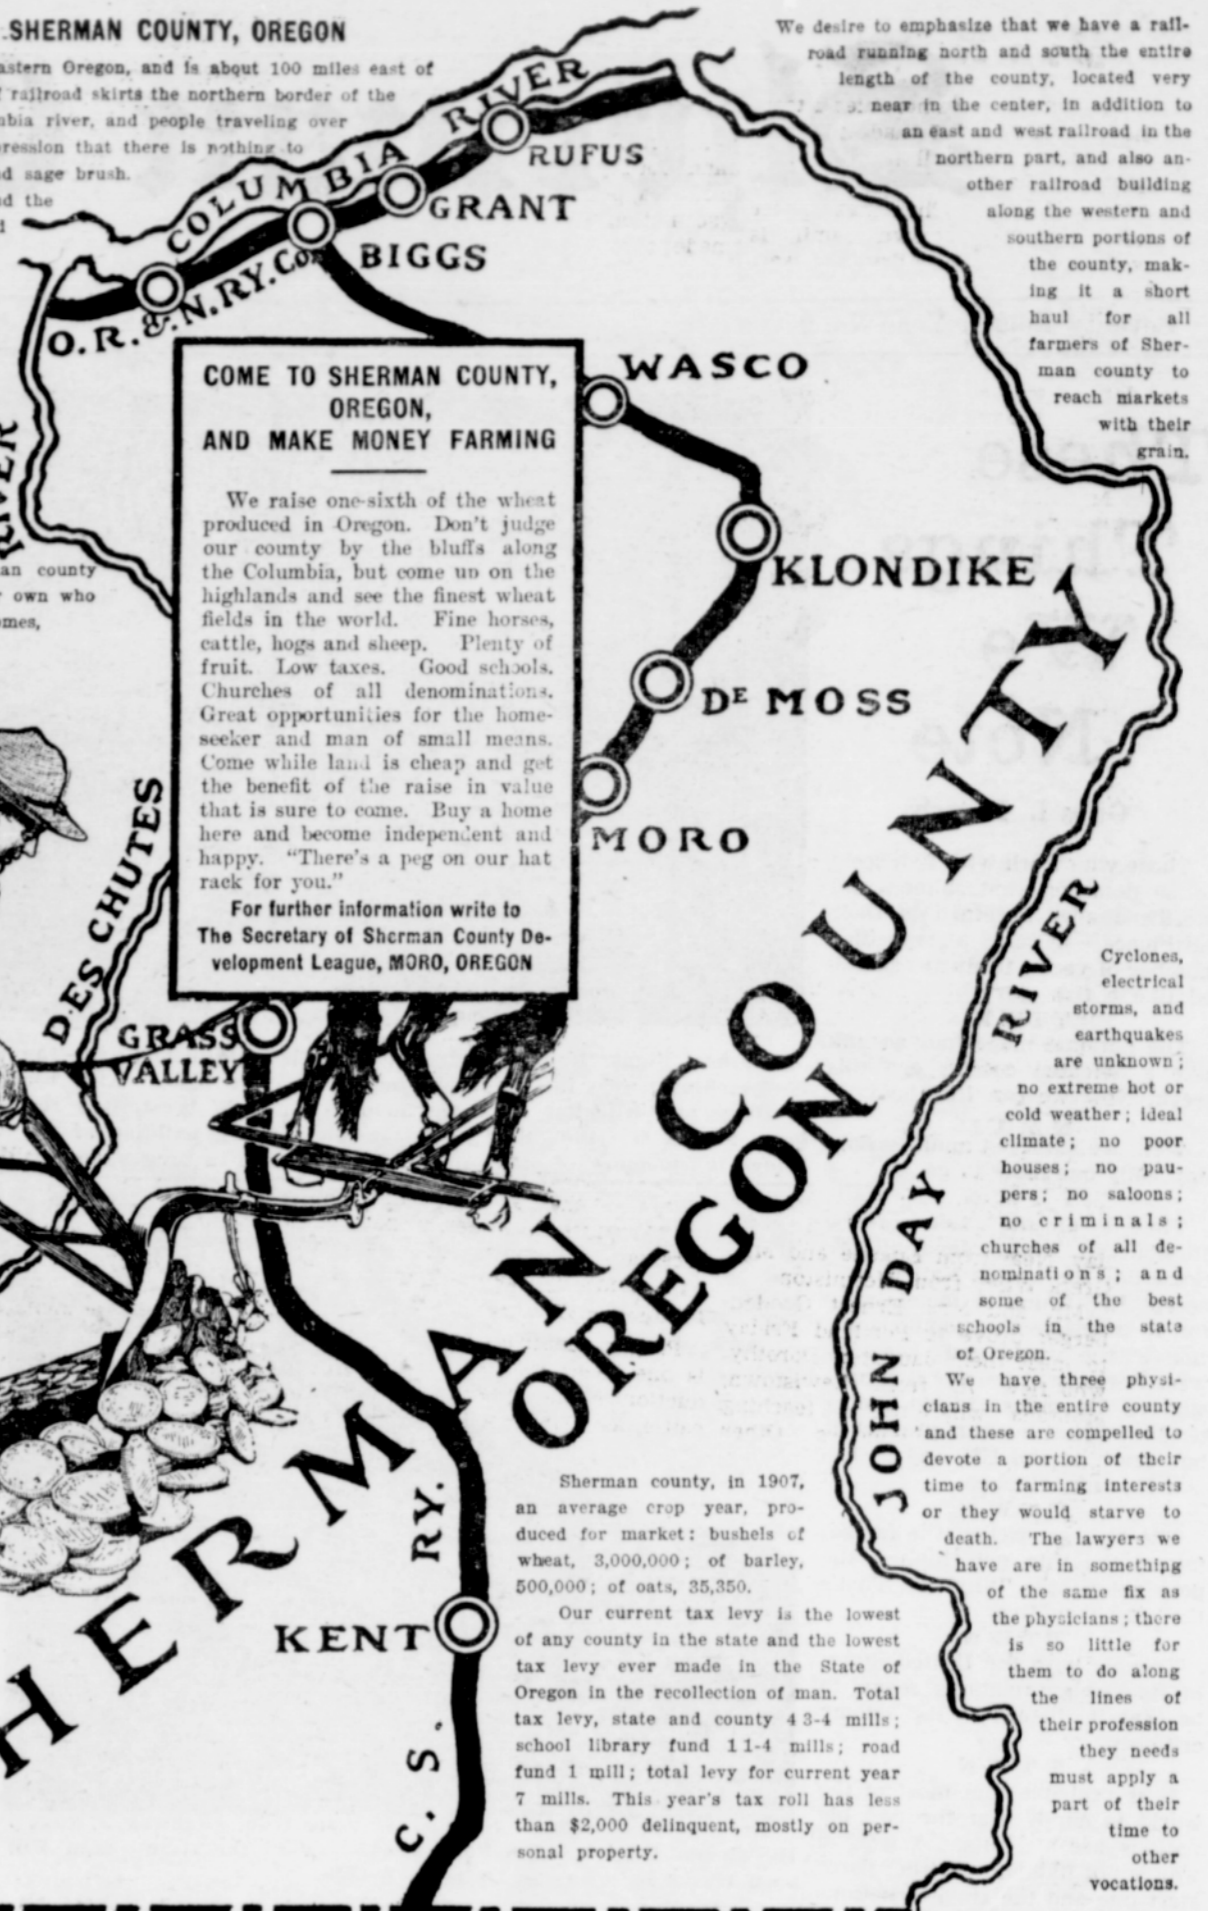 SHERMAN COUNTY, OREGON
astern Oregon, and is about 100 miles east of
railroad skirts the northern border of the
bia river, and people traveling over
ression that there is nothing to
d sage brush.
d the
We desire to emphasize that we have a rail-
road running north and south the entire
length of the county, located very
near in the center, in addition to
an east and west railroad in the
northern part, and also an-
other railroad building
along the western and
southern portions of
the county, mak-
ing it a short
haul for all
farmers of Sher-
man county to
reach markets
with their
grain.
COLUMBIA RIVER
RUFUS
GRANT
BIGGS
O. R. & N. RY. Co.
RIVER
an county
own who
mes,
COME TO SHERMAN COUNTY,
OREGON,
AND MAKE MONEY FARMING
We raise one-sixth of the wheat
produced in Oregon. Don't judge
our county by the bluffs along
the Columbia, but come up on the
highlands and see the finest wheat
fields in the world. Fine horses,
cattle, hogs and sheep. Plenty of
fruit. Low taxes. Good schools.
Churches of all denominations.
Great opportunities for the home-
seeker and man of small means.
Come while land is cheap and get
the benefit of the raise in value
that is sure to come. Buy a home
here and become independent and
happy. "There's a peg on our hat
rack for you."
For further information write to
The Secretary of Sherman County De-
velopment League, MORO, OREGON
WASCO
KLONDIKE
DE MOSS
MORO
DES CHUTES
GRASS
VALLEY
HERMAN COUNTY
OREGON
JOHN DAY RIVER
Cyclones,
electrical
storms, and
earthquakes
are unknown;
no extreme hot or
cold weather; ideal
climate; no poor
houses; no pau-
pers; no saloons;
no criminals;
churches of all de-
nominations; and
some of the best
schools in the state
of Oregon.
We have three physi-
cians in the entire county
and these are compelled to
devote a portion of their
time to farming interests
or they would starve to
death. The lawyers we
have are in something
of the same fix as
the physicians; there
is so little for
them to do along
the lines of
their profession
they needs
must apply a
part of their
time to
other
vocations.
Sherman county, in 1907,
an average crop year, pro-
duced for market: bushels of
wheat, 3,000,000; of barley,
500,000; of oats, 35,350.
Our current tax levy is the lowest
of any county in the state and the lowest
tax levy ever made in the State of
Oregon in the recollection of man. Total
tax levy, state and county 4 3-4 mills;
school library fund 1 1-4 mills; road
fund 1 mill; total levy for current year
7 mills. This year's tax roll has less
than $2,000 delinquent, mostly on per-
sonal property.
KENT
C. S. RY.